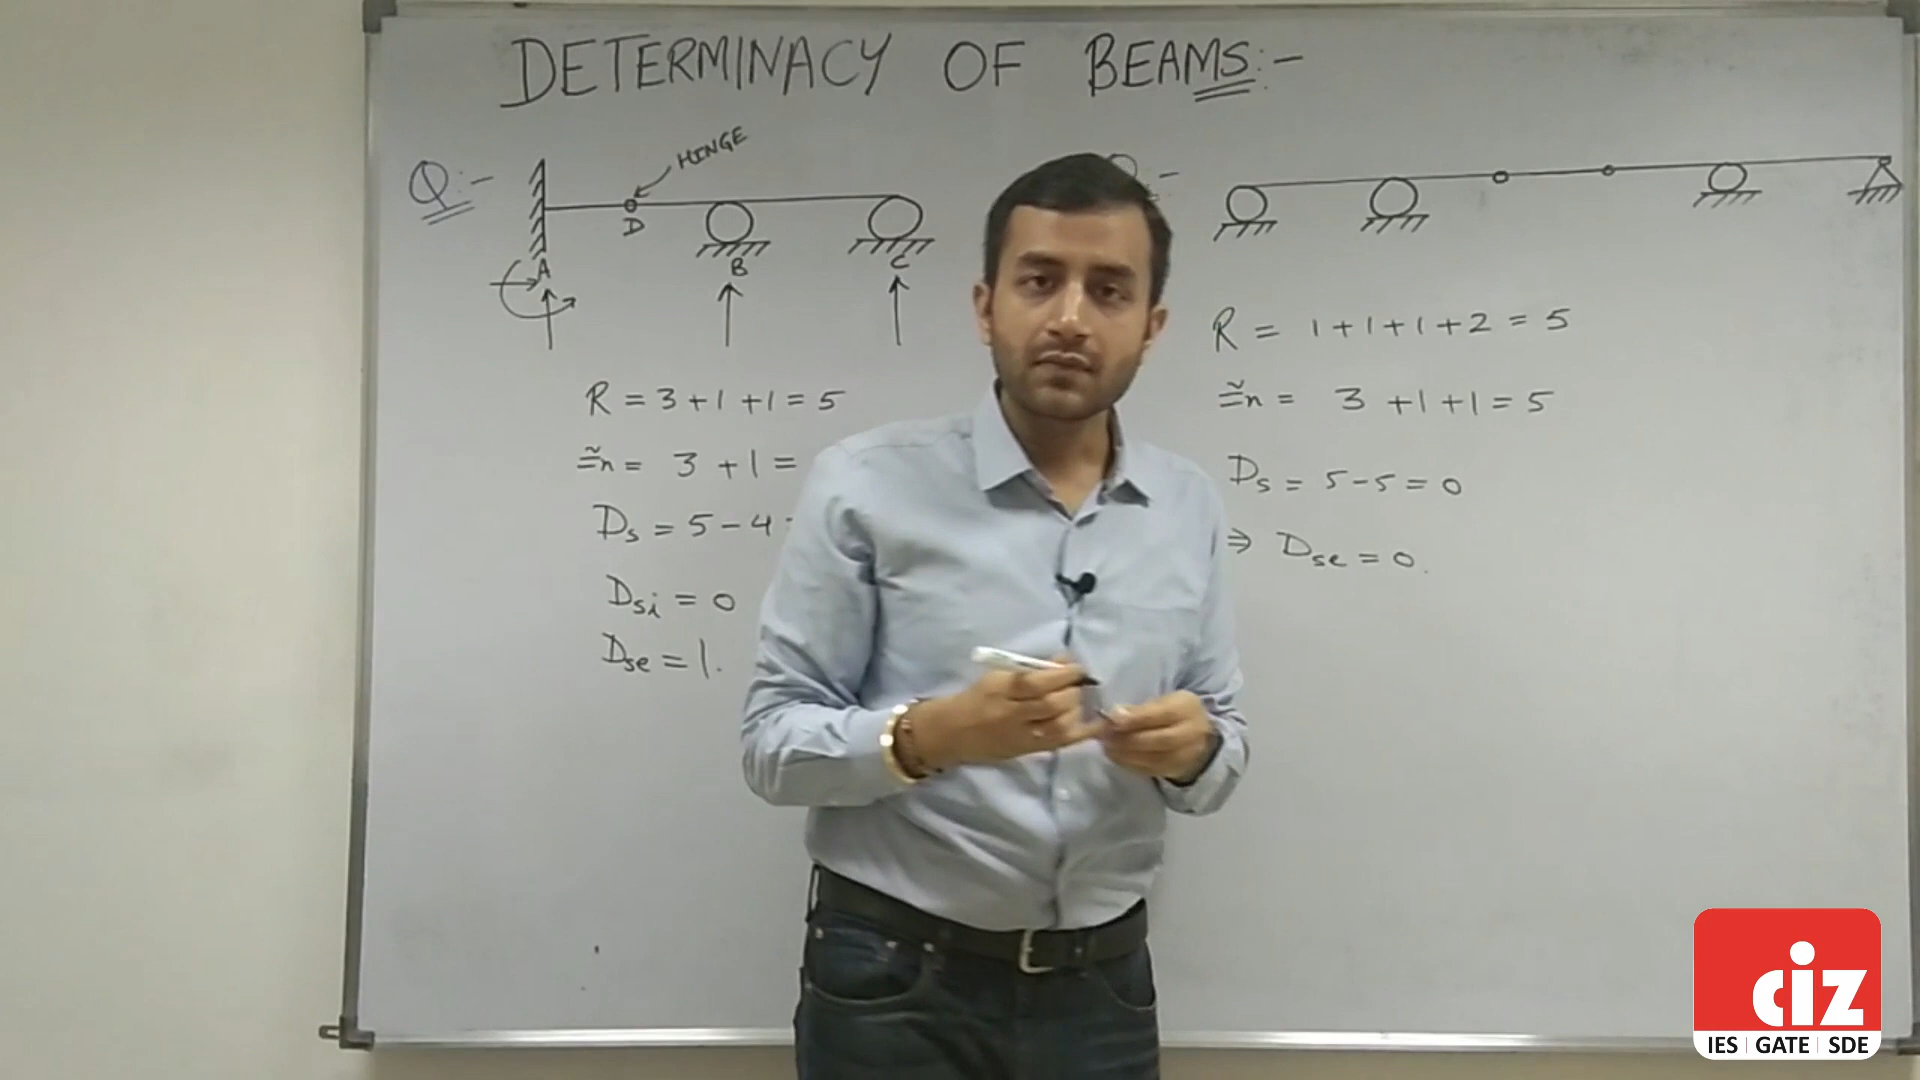 DETERMINACY OF BEAMS:-
Q:-
HINGE
D
A
B
C
R = 3+1+1 = 5
n = 3 + 1 =
Ds = 5 - 4
Dsi = 0
Dse = 1.
R = 1+1+1+2 = 5
n = 3 +1+1 = 5
Ds = 5-5 = 0
⇒ Dse = 0.
ciz
IES | GATE | SDE